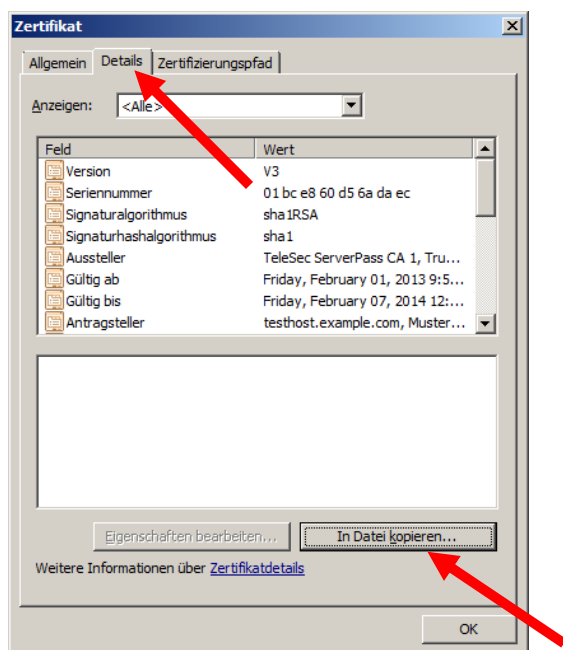 Zertifikat
Allgemein Details Zertifizierungspfad
Anzeigen: <Alle>
Feld Wert
Version V3
Seriennummer 01 bc e8 60 d5 6a da ec
Signaturalgorithmus sha1RSA
Signaturhashalgorithmus sha1
Aussteller TeleSec ServerPass CA 1, Tru...
Gültig ab Friday, February 01, 2013 9:5...
Gültig bis Friday, February 07, 2014 12:...
Antragsteller testhost.example.com, Muster...
Eigenschaften bearbeiten... In Datei kopieren...
Weitere Informationen über Zertifikatdetails
OK